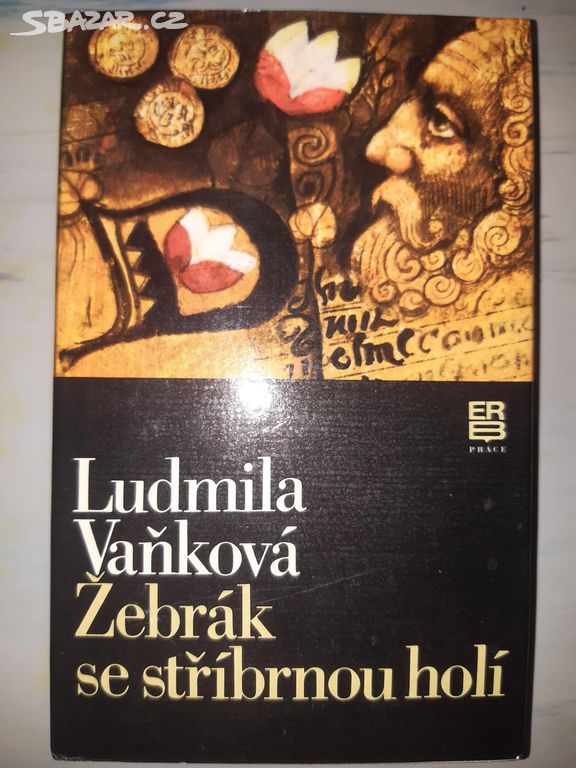 SBAZAR.CZ
ER
B
PRÁCE
Ludmila
Vaňková
Žebrák
se stříbrnou holí